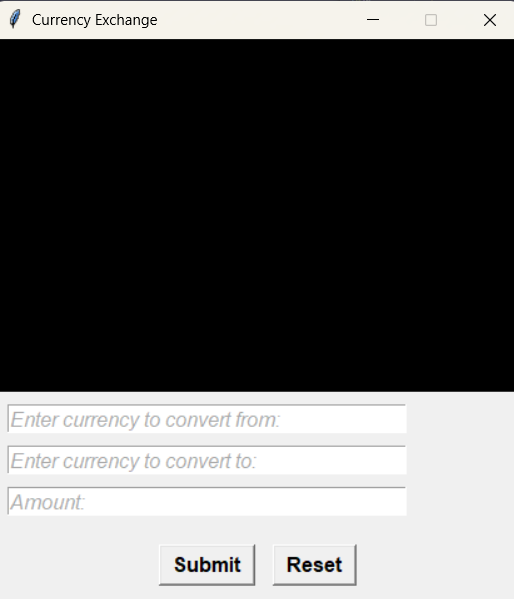 Currency Exchange
Enter currency to convert from:
Enter currency to convert to:
Amount:
Submit Reset